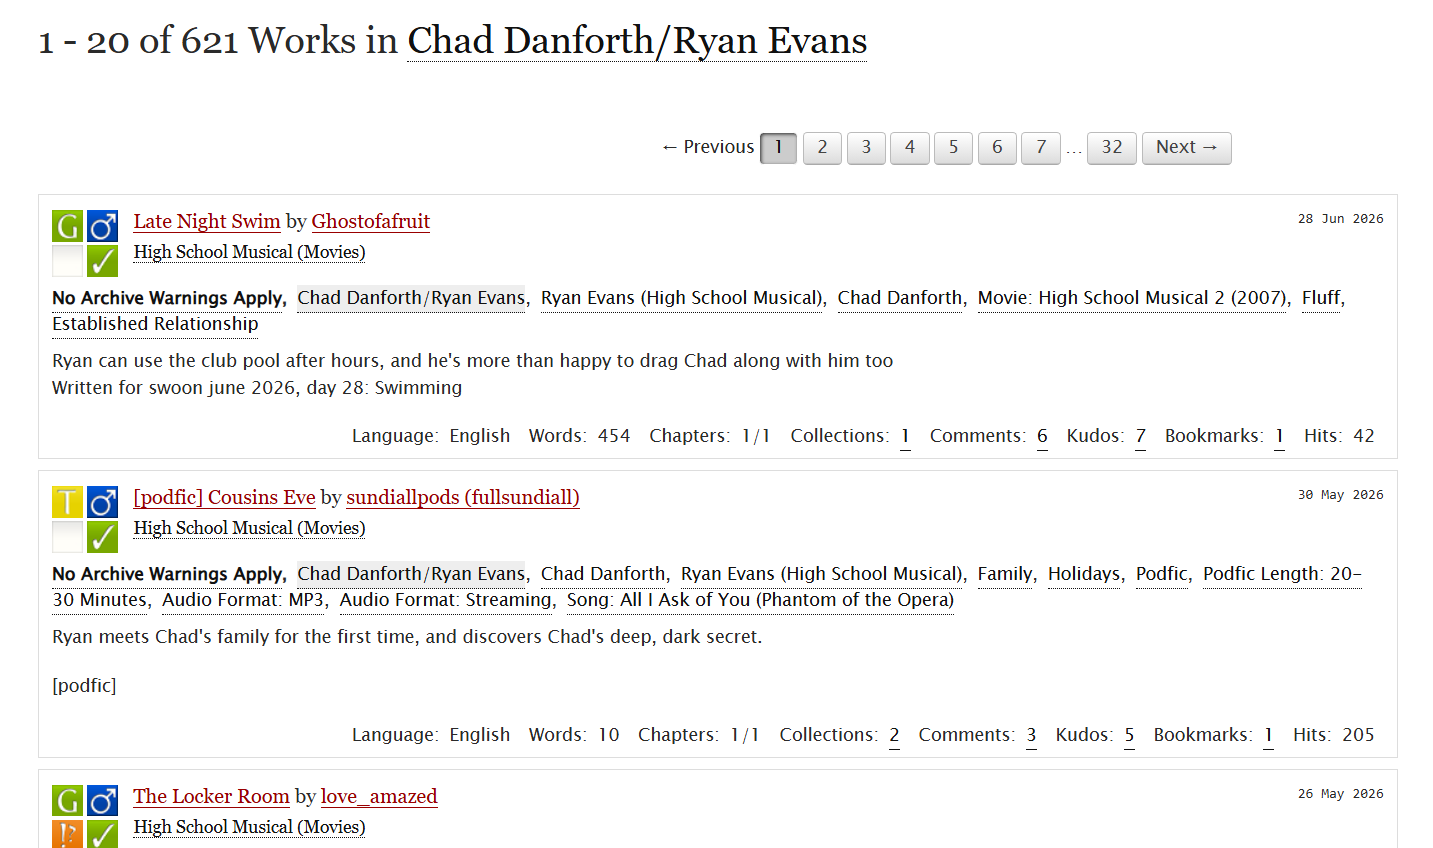 1 - 20 of 621 Works in Chad Danforth/Ryan Evans
← Previous 1 2 3 4 5 6 7 … 32 Next →
G
Late Night Swim by Ghostofafruit
28 Jun 2026
High School Musical (Movies)
No Archive Warnings Apply, Chad Danforth/Ryan Evans, Ryan Evans (High School Musical), Chad Danforth, Movie: High School Musical 2 (2007), Fluff,
Established Relationship
Ryan can use the club pool after hours, and he's more than happy to drag Chad along with him too
Written for swoon june 2026, day 28: Swimming
Language: English Words: 454 Chapters: 1/1 Collections: 1 Comments: 6 Kudos: 7 Bookmarks: 1 Hits: 42
T
[podfic] Cousins Eve by sundiallpods (fullsundiall)
30 May 2026
High School Musical (Movies)
No Archive Warnings Apply, Chad Danforth/Ryan Evans, Chad Danforth, Ryan Evans (High School Musical), Family, Holidays, Podfic, Podfic Length: 20-
30 Minutes, Audio Format: MP3, Audio Format: Streaming, Song: All I Ask of You (Phantom of the Opera)
Ryan meets Chad's family for the first time, and discovers Chad's deep, dark secret.
[podfic]
Language: English Words: 10 Chapters: 1/1 Collections: 2 Comments: 3 Kudos: 5 Bookmarks: 1 Hits: 205
G
The Locker Room by love_amazed
26 May 2026
High School Musical (Movies)
!?